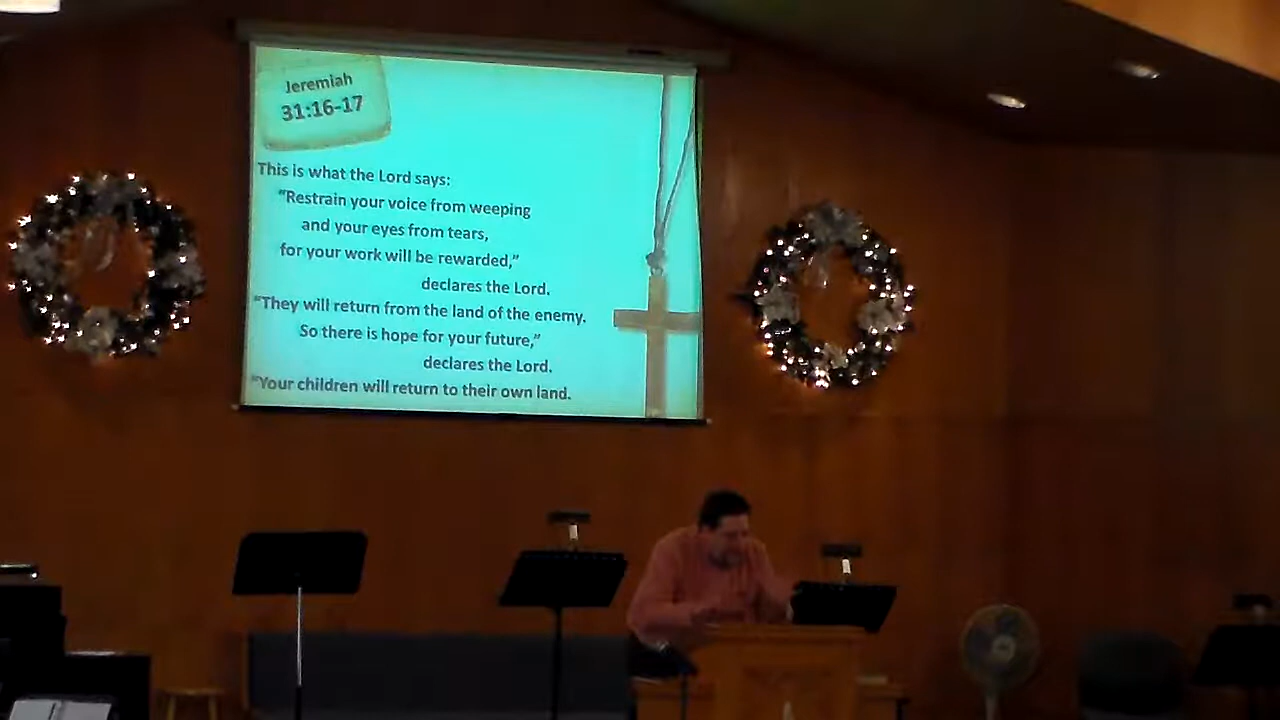 Jeremiah
31:16-17
This is what the Lord says:
"Restrain your voice from weeping
and your eyes from tears,
for your work will be rewarded,"
declares the Lord.
"They will return from the land of the enemy.
So there is hope for your future,"
declares the Lord.
"Your children will return to their own land.